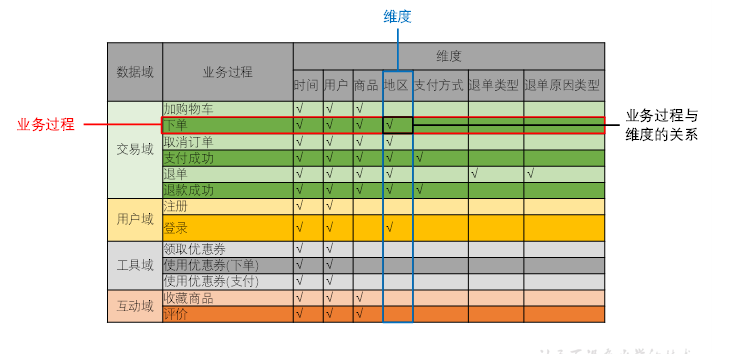 维度
数据域 业务过程 维度
时间 用户 商品 地区 支付方式 退单类型 退单原因类型
交易域
加购物车 √ √ √
业务过程 下单 √ √ √ √ 业务过程与
维度的关系
取消订单 √ √ √ √
支付成功 √ √ √ √ √
退单 √ √ √ √ √ √
退款成功 √ √ √ √ √
用户域
注册 √ √
登录 √ √ √
工具域
领取优惠券 √ √
使用优惠券(下单) √ √
使用优惠券(支付) √ √
互动域
收藏商品 √ √ √
评价 √ √ √